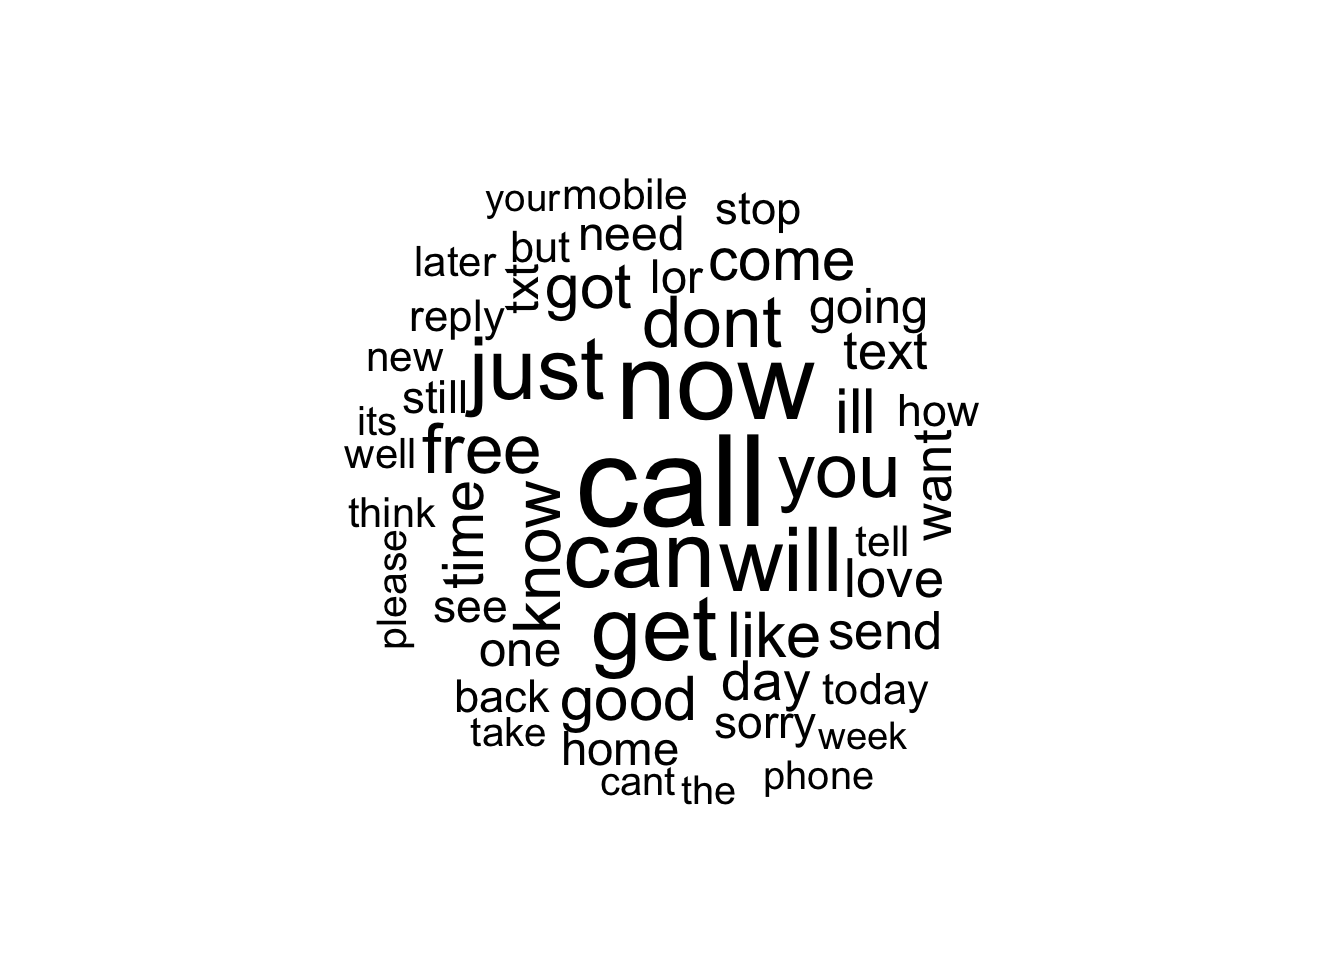 your mobile stop
later but need
txt got lor come
reply dont going
new just now text
still ill how
its
well free call you want
think time know
please can will tell
love
see get like send
one
back good day today
take home sorry week
cant the phone